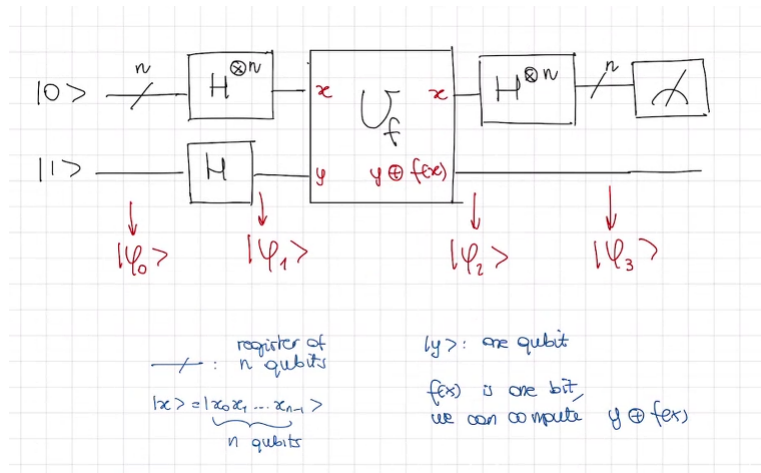 |0> n H⊗n x U_f x H⊗n n
|1> H y y ⊕ f(x)
|φ₀> |φ₁> |φ₂> |φ₃>
: register of
n qubits
|x> = |x₀x₁ ... xₙ₋₁>
n qubits
|y> : one qubit
f(x) is one bit,
we can compute y ⊕ f(x)